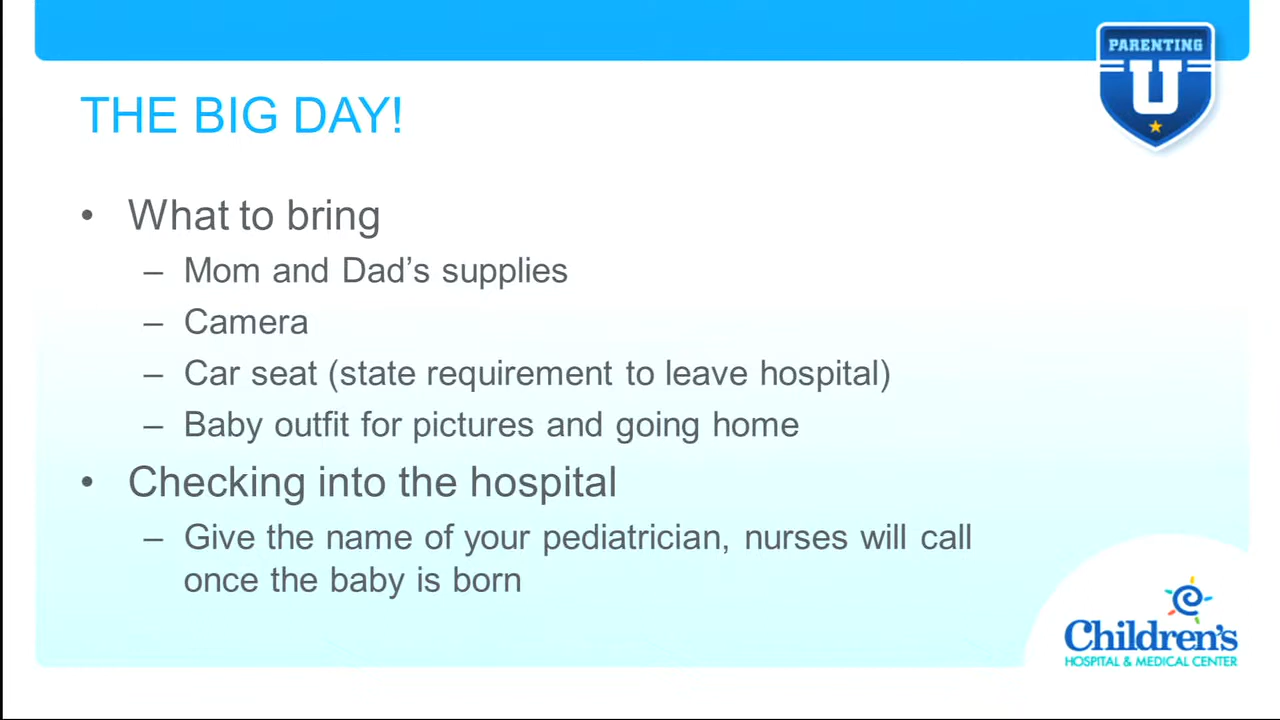 PARENTING
U
THE BIG DAY!
• What to bring
– Mom and Dad’s supplies
– Camera
– Car seat (state requirement to leave hospital)
– Baby outfit for pictures and going home
• Checking into the hospital
– Give the name of your pediatrician, nurses will call
once the baby is born
Children's
HOSPITAL & MEDICAL CENTER